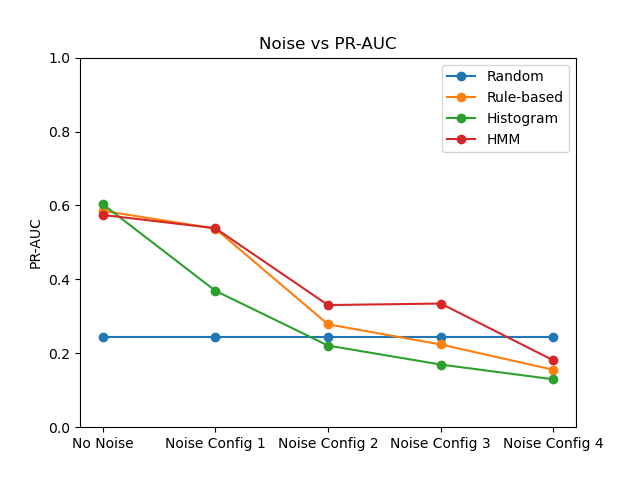 Noise vs PR-AUC
Random
Rule-based
Histogram
HMM
PR-AUC
1.0
0.8
0.6
0.4
0.2
0.0
No Noise Noise Config 1 Noise Config 2 Noise Config 3 Noise Config 4